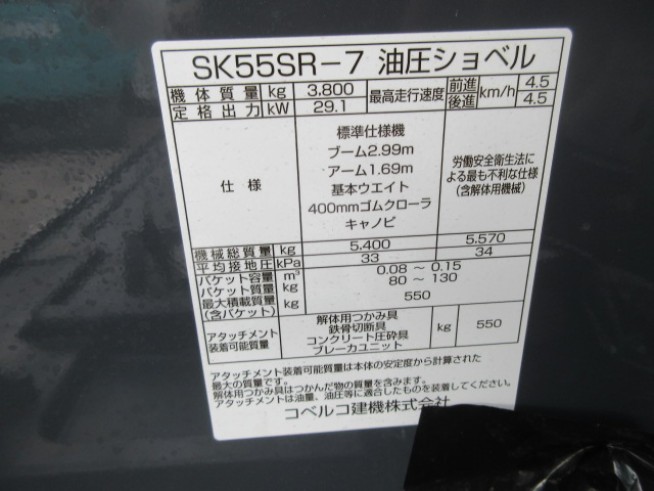 SK55SR-7 油圧ショベル
機体質量 kg 3.800 最高走行速度 前進 km/h 4.5
定格出力 kW 29.1 後進 4.5
仕様
標準仕様機
ブーム2.99m
アーム1.69m
基本ウエイト
400mmゴムクローラ
キャノピ
労働安全衛生法に
よる最も不利な仕様
(含解体用機械)
機械総質量 kg 5.400 5.570
平均接地圧 kPa 33 34
バケット容量 m³ 0.08 ~ 0.15
バケット質量 kg 80 ~ 130
最大積載質量 kg 550
(含バケット)
アタッチメント
装着可能質量
解体用つかみ具
鉄骨切断具
コンクリート圧砕具
ブレーカユニット
kg 550
アタッチメント装着可能質量は本体の安定度から計算された
最大の質量です。
解体用つかみ具はつかんだ物の質量を含みます。
アタッチメントは油量、油圧等に適合したものを装着してください。
コベルコ建機株式会社